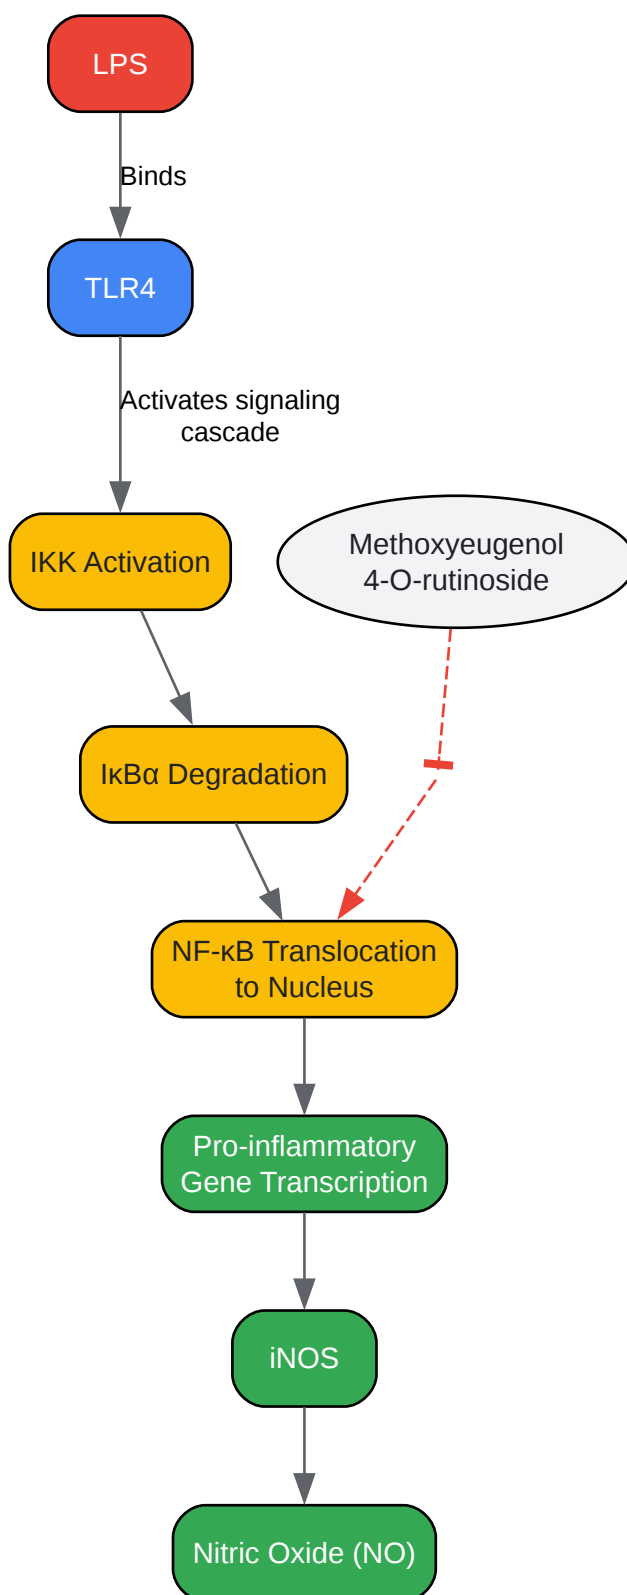 LPS
Binds
TLR4
Activates signaling
cascade
IKK Activation
Methoxyeugenol
4-O-rutinoside
IκBα Degradation
NF-κB Translocation
to Nucleus
Pro-inflammatory
Gene Transcription
iNOS
Nitric Oxide (NO)